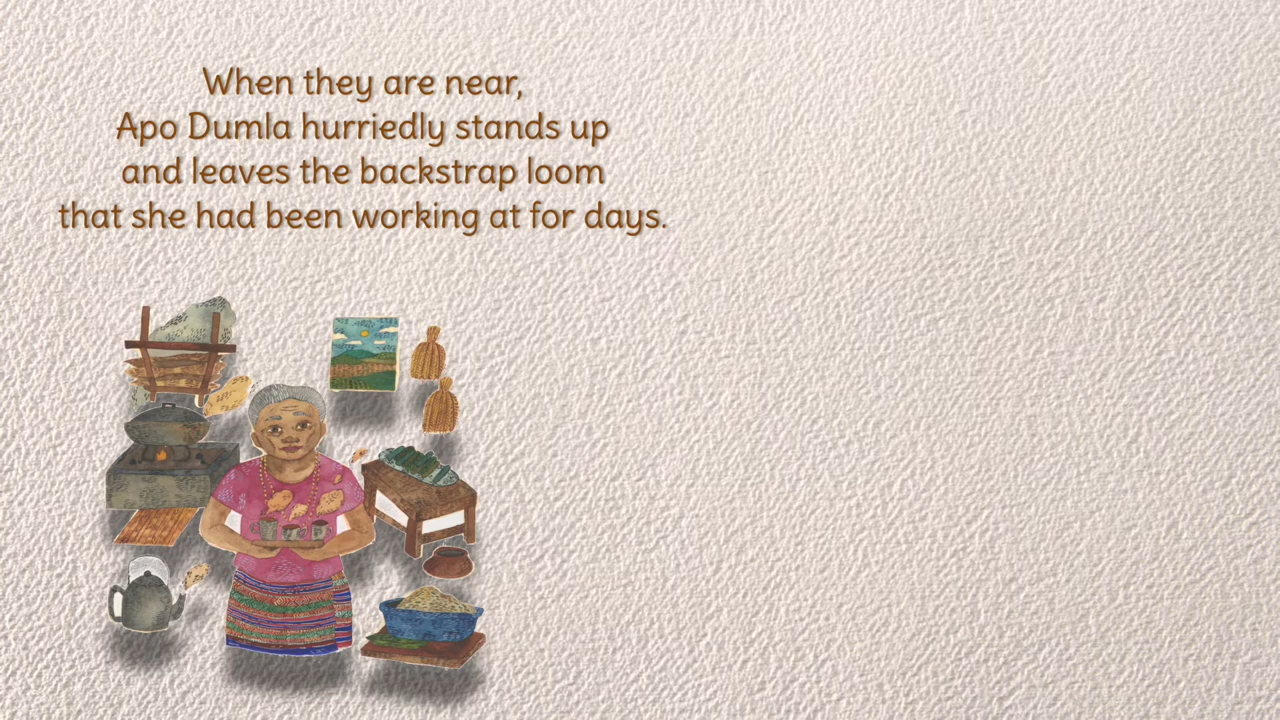 When they are near,
Apo Dumla hurriedly stands up
and leaves the backstrap loom
that she had been working at for days.